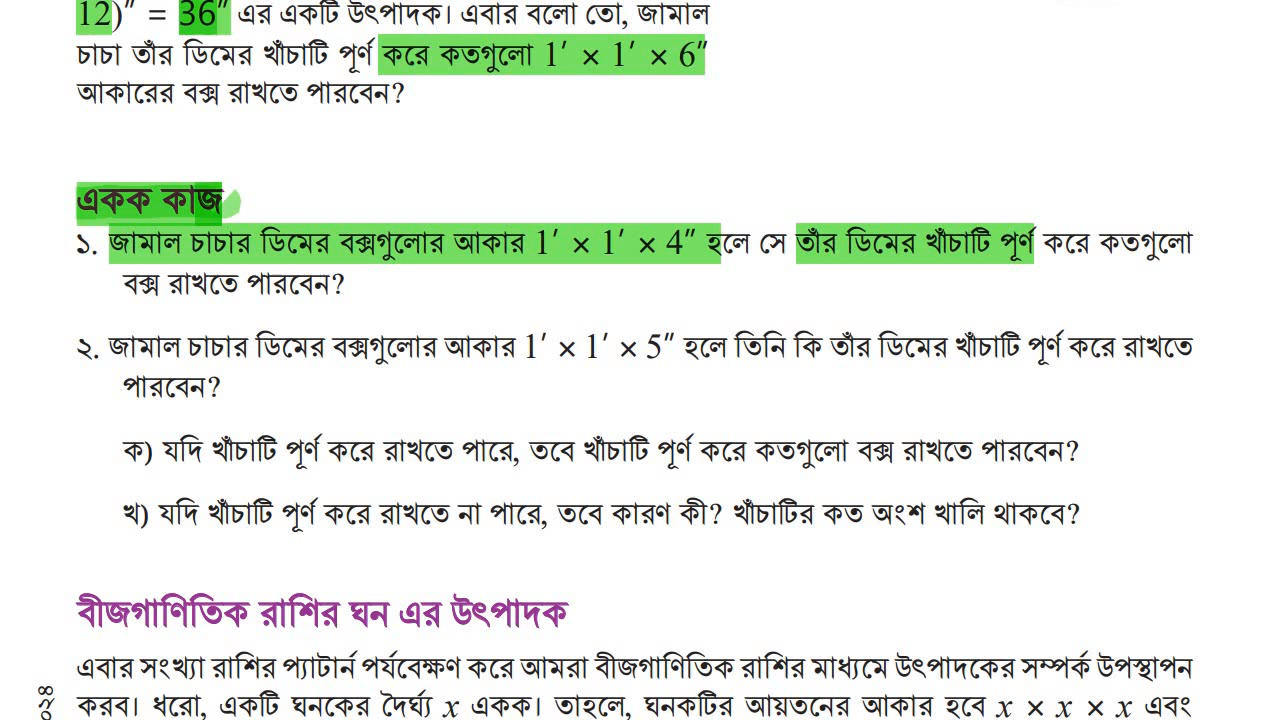 12)″ = 36″ এর একটি উৎপাদক। এবার বলো তো, জামাল
চাচা তাঁর ডিমের খাঁচাটি পূর্ণ করে কতগুলো 1′ × 1′ × 6″
আকারের বক্স রাখতে পারবেন?
একক কাজ
১. জামাল চাচার ডিমের বক্সগুলোর আকার 1′ × 1′ × 4″ হলে সে তাঁর ডিমের খাঁচাটি পূর্ণ করে কতগুলো
বক্স রাখতে পারবেন?
২. জামাল চাচার ডিমের বক্সগুলোর আকার 1′ × 1′ × 5″ হলে তিনি কি তাঁর ডিমের খাঁচাটি পূর্ণ করে রাখতে
পারবেন?
ক) যদি খাঁচাটি পূর্ণ করে রাখতে পারে, তবে খাঁচাটি পূর্ণ করে কতগুলো বক্স রাখতে পারবেন?
খ) যদি খাঁচাটি পূর্ণ করে রাখতে না পারে, তবে কারণ কী? খাঁচাটির কত অংশ খালি থাকবে?
বীজগাণিতিক রাশির ঘন এর উৎপাদক
এবার সংখ্যা রাশির প্যাটার্ন পর্যবেক্ষণ করে আমরা বীজগাণিতিক রাশির মাধ্যমে উৎপাদকের সম্পর্ক উপস্থাপন
করব। ধরো, একটি ঘনকের দৈর্ঘ্য x একক। তাহলে, ঘনকটির আয়তনের আকার হবে x × x × x এবং